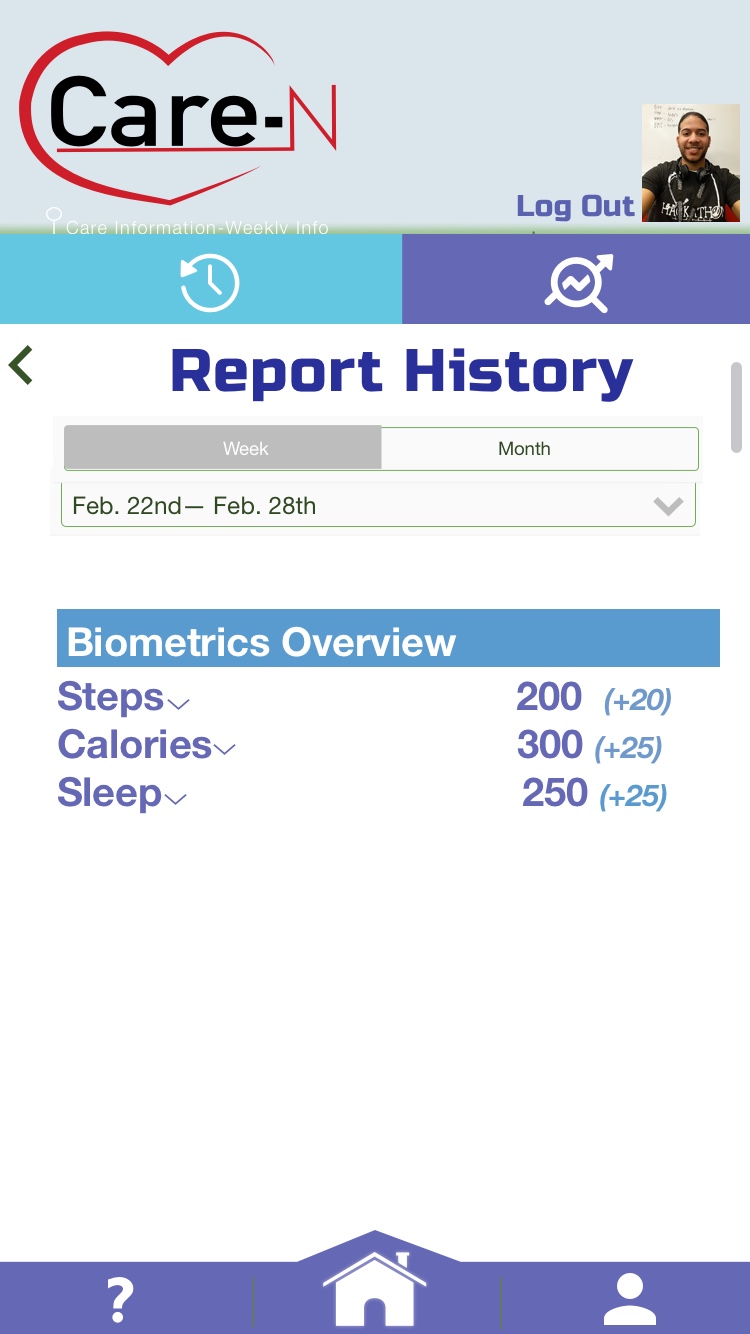 Care-N
Log Out
Care Information-Weekly Info
Report History
Week Month
Feb. 22nd— Feb. 28th
Biometrics Overview
Steps 200 (+20)
Calories 300 (+25)
Sleep 250 (+25)
?